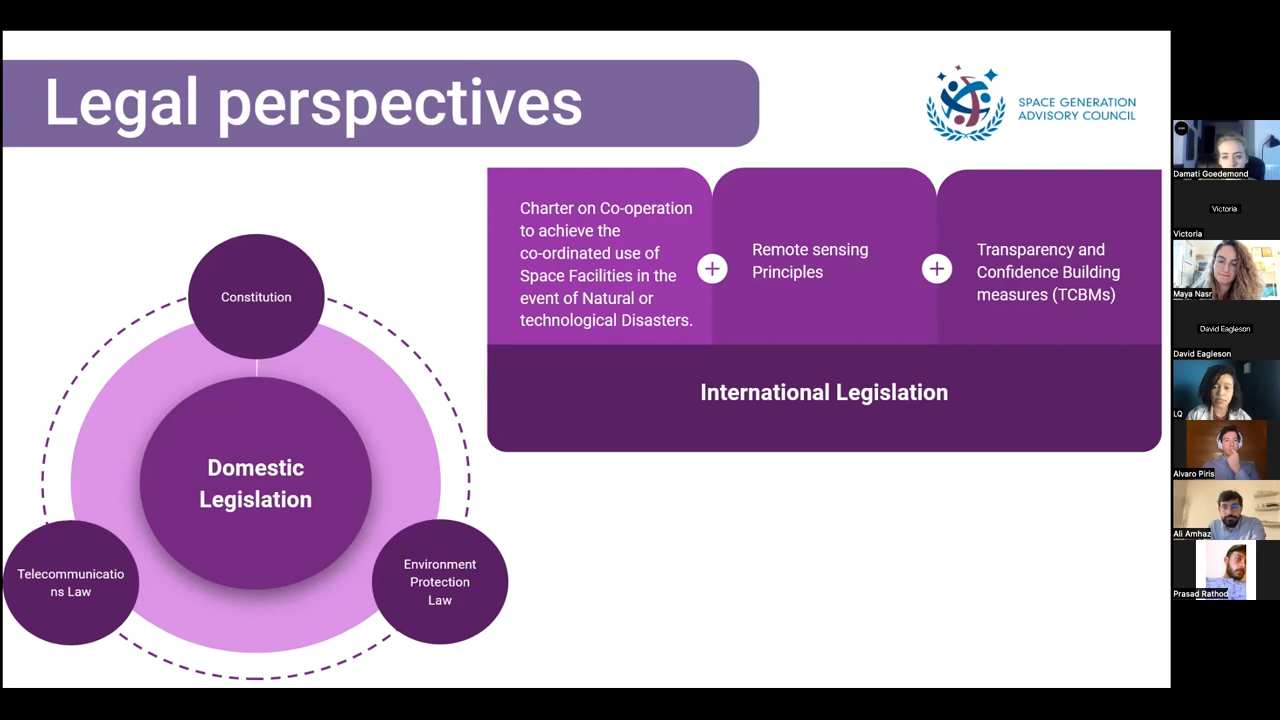 Legal perspectives
SPACE GENERATION
ADVISORY COUNCIL
Charter on Co-operation
to achieve the
co-ordinated use of
Space Facilities in the
event of Natural or
technological Disasters.
Remote sensing
Principles
Transparency and
Confidence Building
measures (TCBMs)
International Legislation
Constitution
Domestic
Legislation
Telecommunicatio
ns Law
Environment
Protection
Law
Damati Goedemond
Victoria
Victoria
Maya Nasr
David Eagleson
David Eagleson
LQ
Alvaro Piris
Ali Amhaz
Prasad Rathod